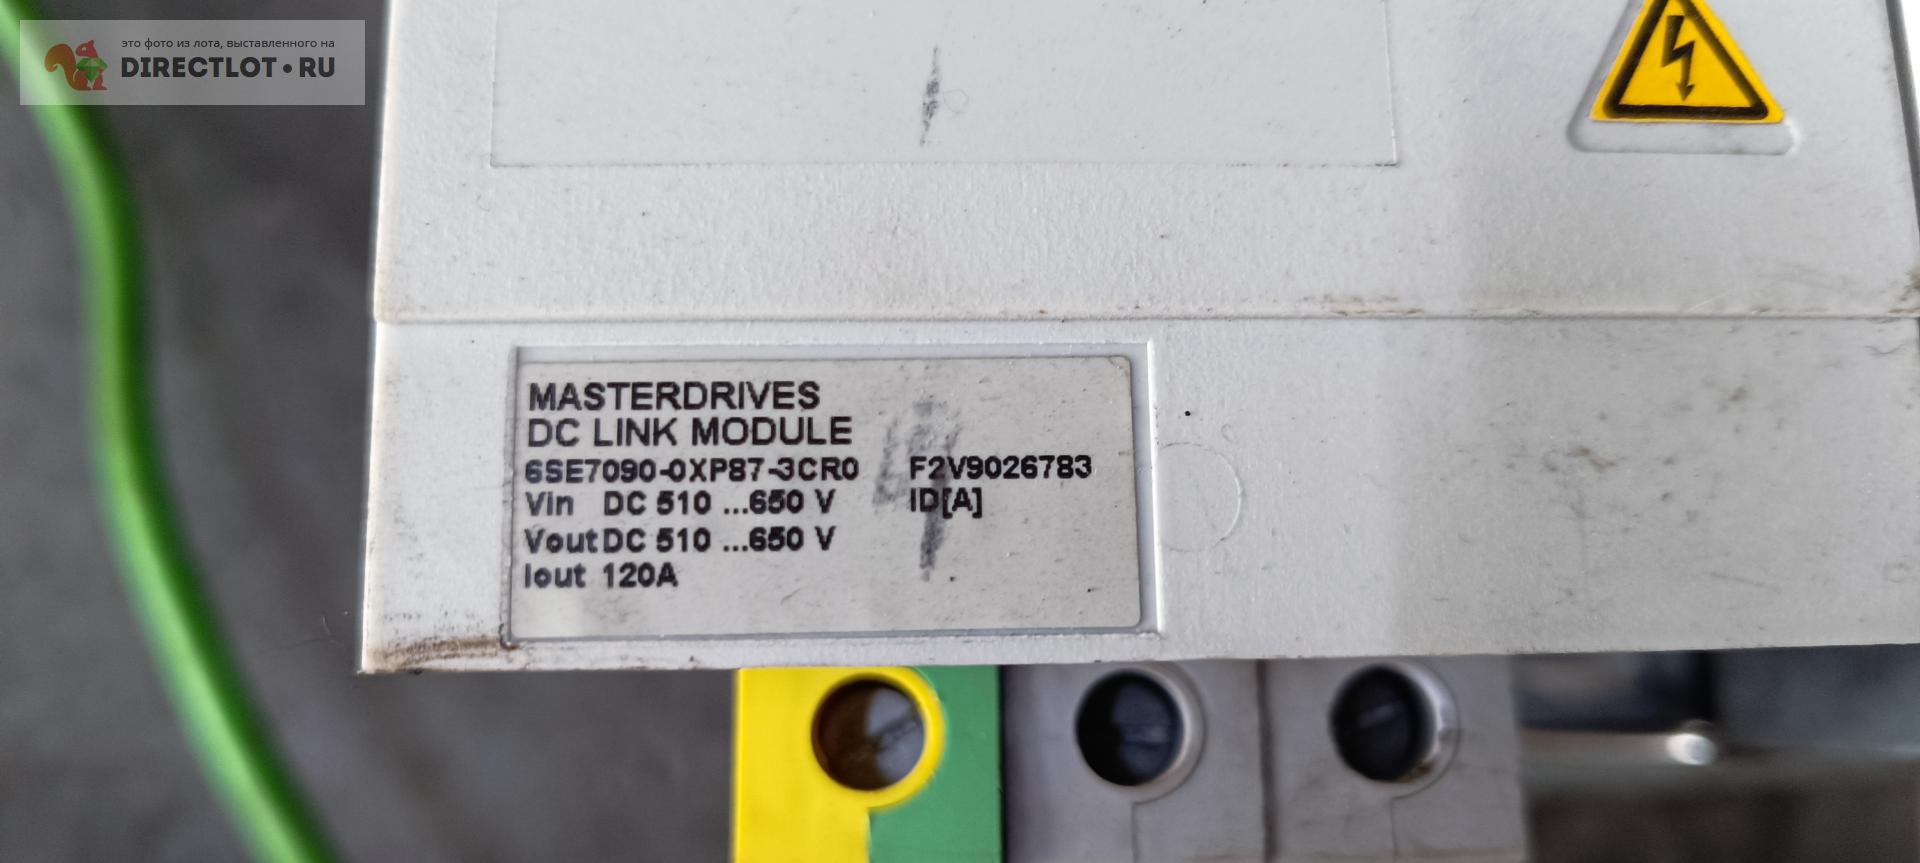 это фото из лота, выставленного на
DIRECTLOT•RU
MASTERDRIVES
DC LINK MODULE
6SE7090-0XP87-3CR0 F2V9026783
Vin DC 510 ...650 V ID[A]
Vout DC 510 ...650 V
Iout 120A
4